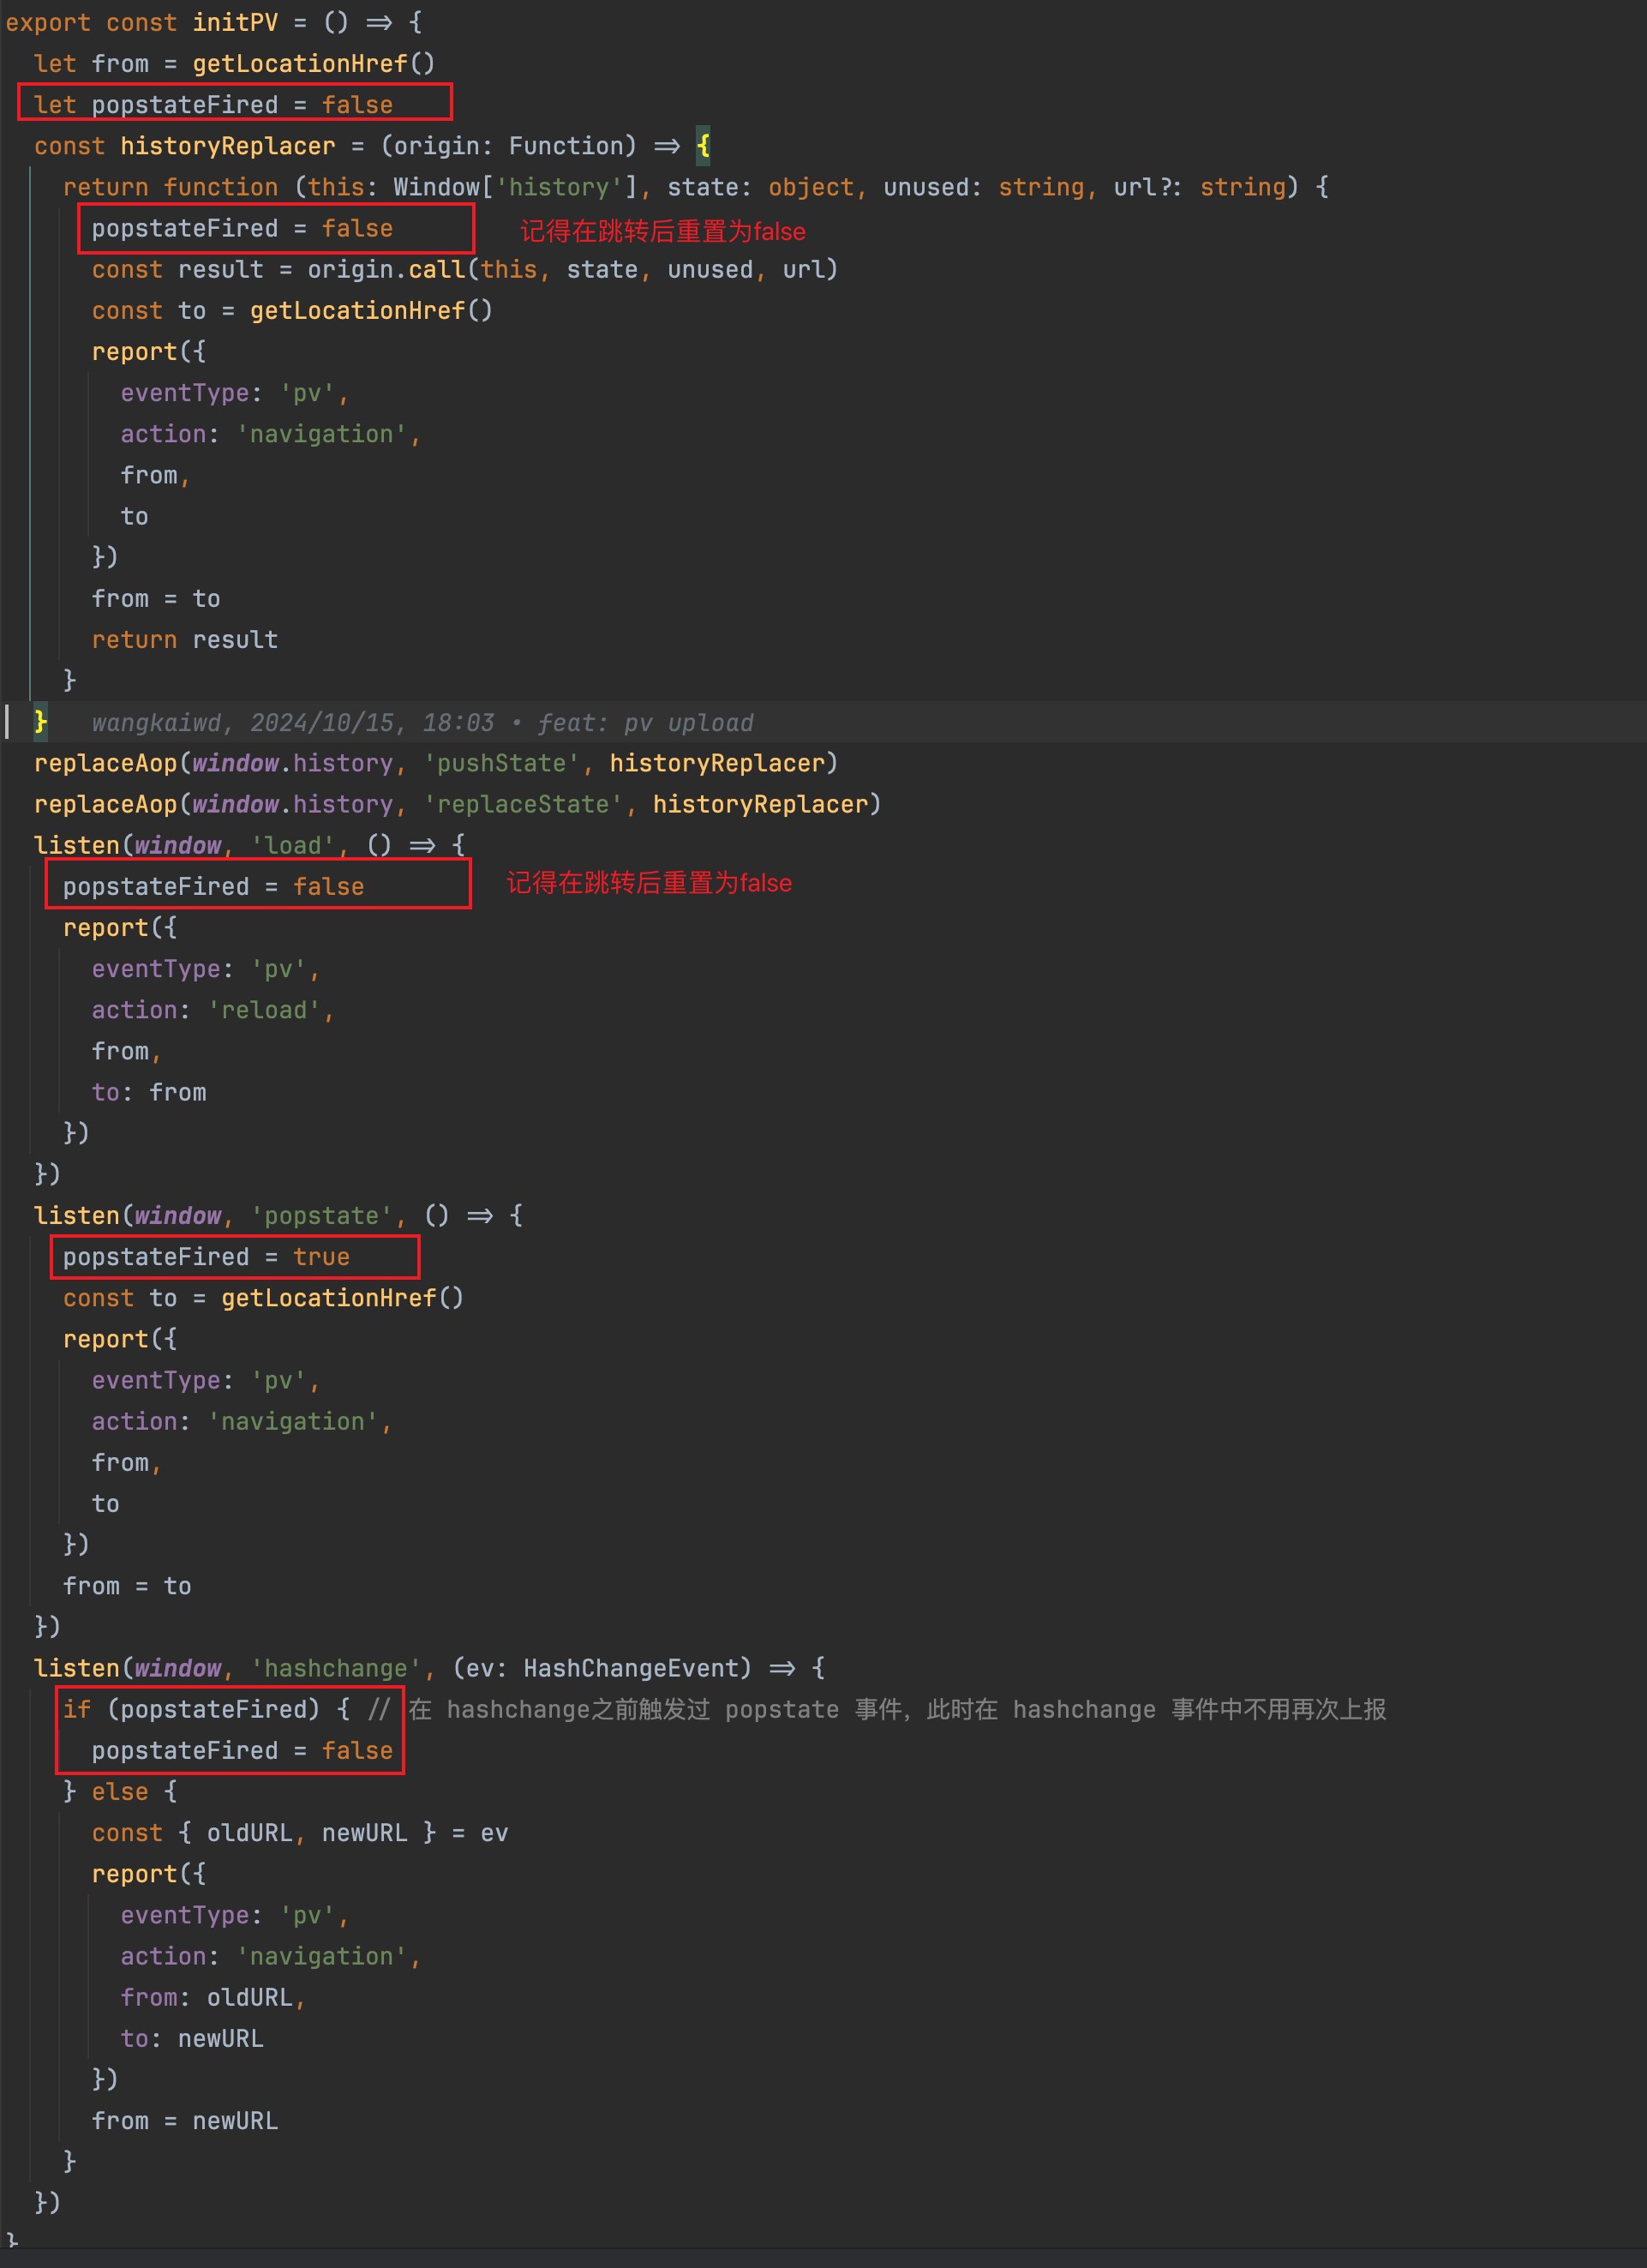 export const initPV = () => {
let from = getLocationHref()
let popstateFired = false
const historyReplacer = (origin: Function) => {
return function (this: Window['history'], state: object, unused: string, url?: string) {
popstateFired = false 记得在跳转后重置为false
const result = origin.call(this, state, unused, url)
const to = getLocationHref()
report({
eventType: 'pv',
action: 'navigation',
from,
to
})
from = to
return result
}
} wangkaiwd, 2024/10/15, 18:03 • feat: pv upload
replaceAop(window.history, 'pushState', historyReplacer)
replaceAop(window.history, 'replaceState', historyReplacer)
listen(window, 'load', () => {
popstateFired = false 记得在跳转后重置为false
report({
eventType: 'pv',
action: 'reload',
from,
to: from
})
})
listen(window, 'popstate', () => {
popstateFired = true
const to = getLocationHref()
report({
eventType: 'pv',
action: 'navigation',
from,
to
})
from = to
})
listen(window, 'hashchange', (ev: HashChangeEvent) => {
if (popstateFired) { // 在 hashchange之前触发过 popstate 事件，此时在 hashchange 事件中不用再次上报
popstateFired = false
} else {
const { oldURL, newURL } = ev
report({
eventType: 'pv',
action: 'navigation',
from: oldURL,
to: newURL
})
from = newURL
}
})
}